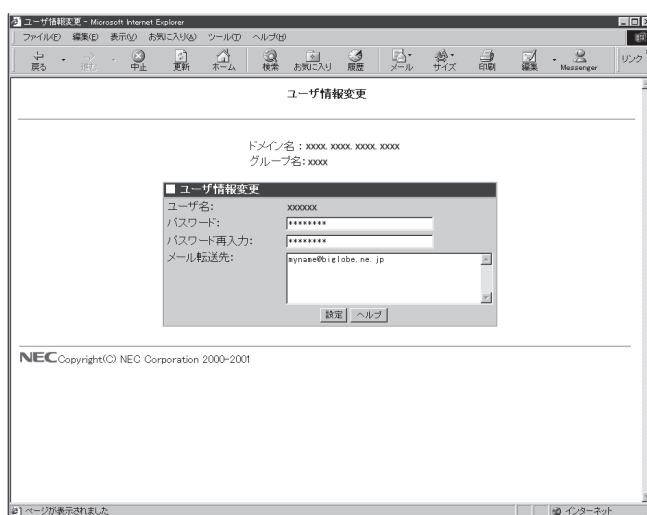 ユーザ情報変更 - Microsoft Internet Explorer
ファイル(F) 編集(E) 表示(V) お気に入り(A) ツール(T) ヘルプ(H)
戻る 進む 中止 更新 ホーム 検索 お気に入り 履歴 メール サイズ 印刷 編集 Messenger リンク
ユーザ情報変更
ドメイン名：xxxx. xxxx. xxxx. xxxx
グループ名: xxxx
■ ユーザ情報変更
ユーザ名: xxxxxx
パスワード: ********
パスワード再入力: ********
メール転送先: myname@biglobe.ne.jp
設定 ヘルプ
NEC Copyright(C) NEC Corporation 2000-2001
ページが表示されました インターネット